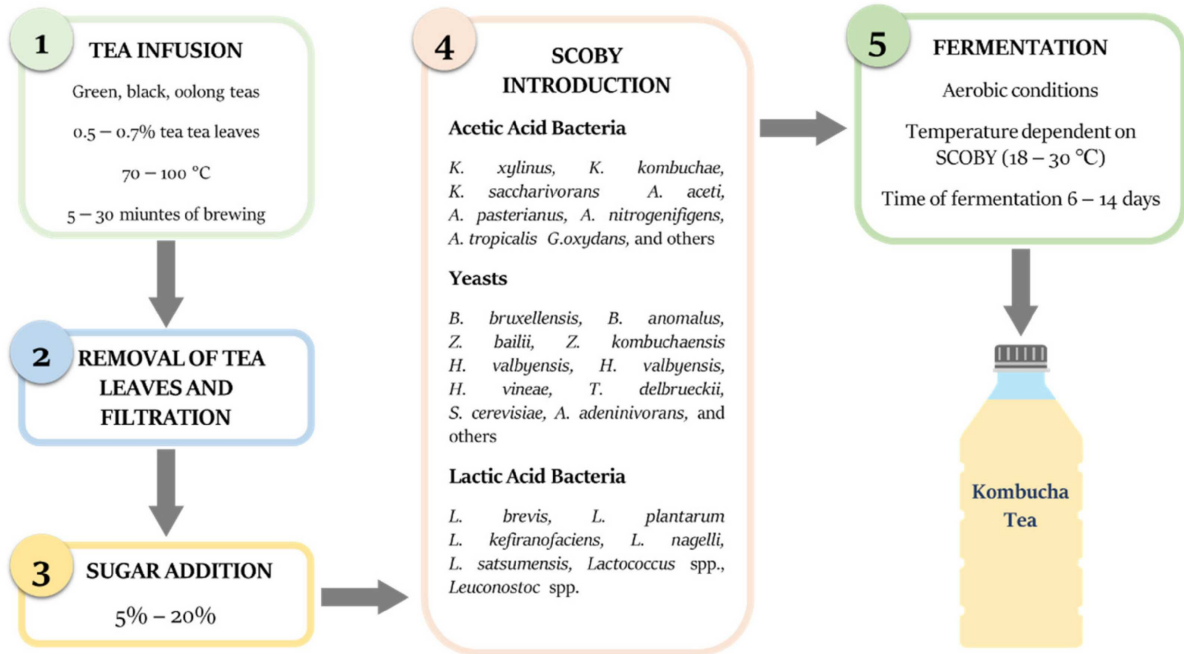 1
TEA INFUSION
Green, black, oolong teas
0.5 – 0.7% tea tea leaves
70 – 100 °C
5 – 30 miuntes of brewing
2
REMOVAL OF TEA
LEAVES AND
FILTRATION
3
SUGAR ADDITION
5% – 20%
4
SCOBY
INTRODUCTION
Acetic Acid Bacteria
K. xylinus, K. kombuchae,
K. saccharivorans A. aceti,
A. pasterianus, A. nitrogenifigens,
A. tropicalis G.oxydans, and others
Yeasts
B. bruxellensis, B. anomalus,
Z. bailii, Z. kombuchaensis
H. valbyensis, H. valbyensis,
H. vineae, T. delbrueckii,
S. cerevisiae, A. adeninivorans, and
others
Lactic Acid Bacteria
L. brevis, L. plantarum
L. kefiranofaciens, L. nagelli,
L. satsumensis, Lactococcus spp.,
Leuconostoc spp.
5
FERMENTATION
Aerobic conditions
Temperature dependent on
SCOBY (18 – 30 °C)
Time of fermentation 6 – 14 days
Kombucha
Tea